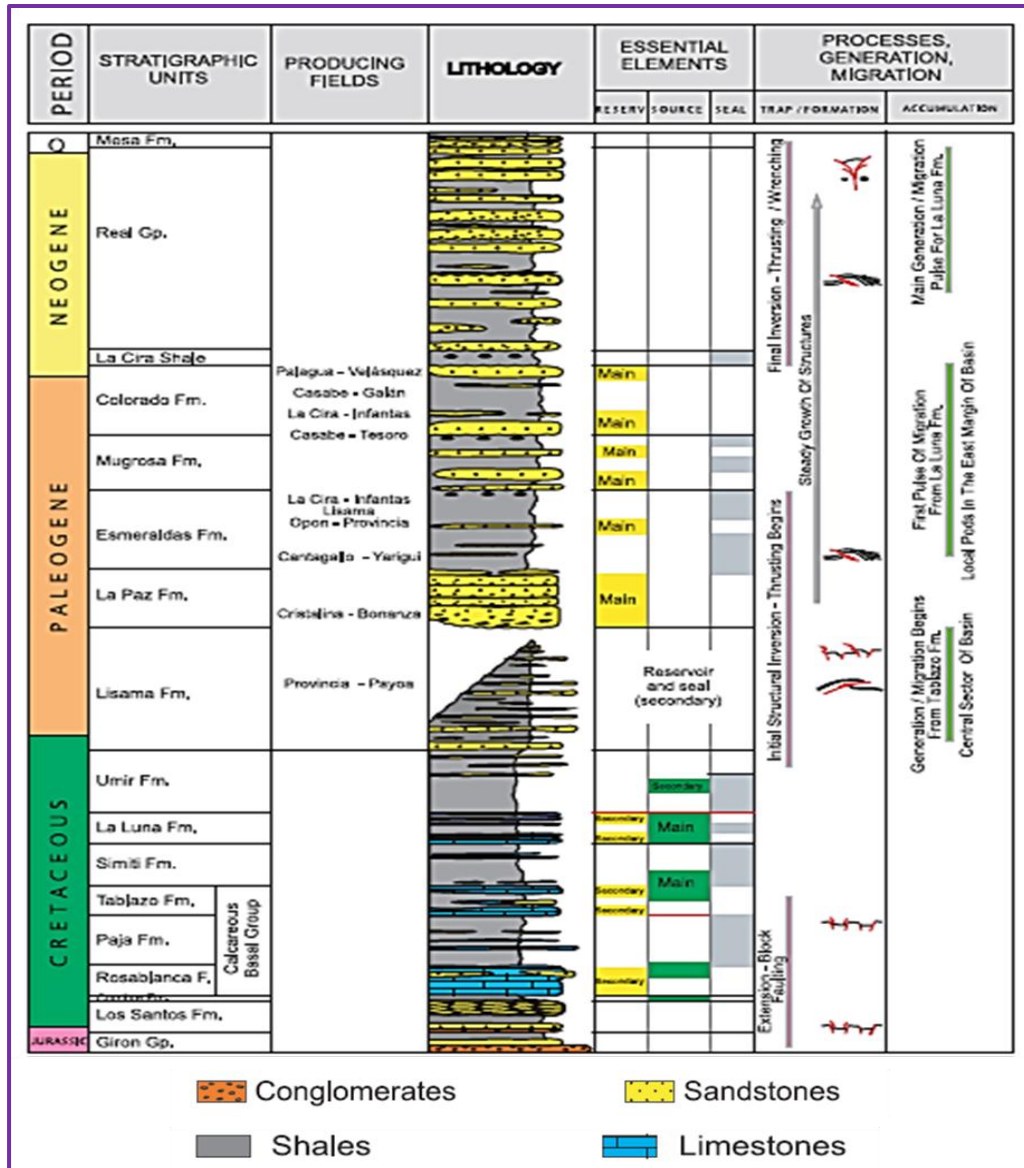 PERIOD
STRATIGRAPHIC
UNITS
PRODUCING
FIELDS
LITHOLOGY
ESSENTIAL
ELEMENTS
PROCESSES,
GENERATION,
MIGRATION
RESERV
SOURCE
SEAL
TRAP / FORMATION
ACCUMULATION
NEOGENE
PALEOGENE
CRETACEOUS
JURASSIC
Mesa Fm.
Real Gp.
La Cira Shale
Colorado Fm.
Mugrosa Fm.
Esmeraldas Fm.
La Paz Fm.
Lisama Fm.
Umir Fm.
La Luna Fm.
Simiti Fm.
Tablazo Fm.
Paja Fm.
Rosablanca F.
Los Santos Fm.
Giron Gp.
Calcareous
Basal Group
Palagua - Velásquez
Casabe - Galán
La Cira - Infantas
Casabe - Tesoro
La Cira - Infantas
Lisama
Opon - Provincia
Cantagallo - Yarigui
Cristalina - Bonanza
Provincia - Payoa
Main
Main
Main
Main
Main
Main
Reservoir
and seal
(secondary)
Secondary
Secondary
Main
Secondary
Main
Secondary
Secondary
Secondary
Final Inversion - Thrusting / Wrenching
Steady Growth Of Structures
Initial Structural Inversion - Thrusting Begins
Extension - Block
Faulting
Main Generation / Migration
Pulse For La Luna Fm.
First Pulse Of Migration
From La Luna Fm.
Local Pods In The East Margin Of Basin
Generation / Migration Begins
From Tablazo Fm.
Central Sector Of Basin
Conglomerates
Sandstones
Shales
Limestones